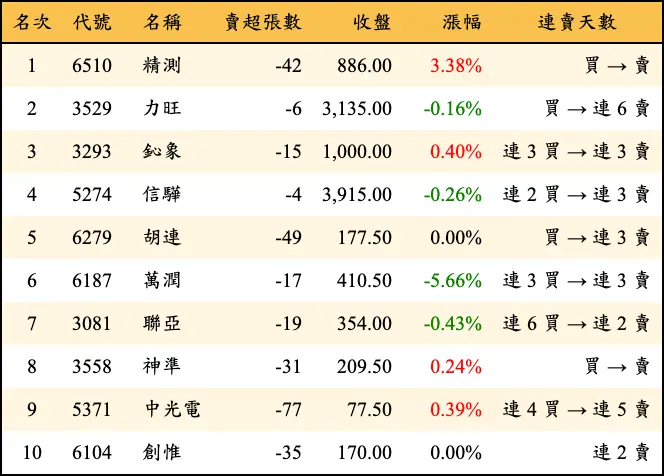 名次 代號 名稱 賣超張數 收盤 漲幅 連賣天數
1 6510 精測 -42 886.00 3.38% 買 → 賣
2 3529 力旺 -6 3,135.00 -0.16% 買 → 連 6 賣
3 3293 鈊象 -15 1,000.00 0.40% 連 3 買 → 連 3 賣
4 5274 信驊 -4 3,915.00 -0.26% 連 2 買 → 連 3 賣
5 6279 胡連 -49 177.50 0.00% 買 → 連 3 賣
6 6187 萬潤 -17 410.50 -5.66% 連 3 買 → 連 3 賣
7 3081 聯亞 -19 354.00 -0.43% 連 6 買 → 連 2 賣
8 3558 神準 -31 209.50 0.24% 買 → 賣
9 5371 中光電 -77 77.50 0.39% 連 4 買 → 連 5 賣
10 6104 創惟 -35 170.00 0.00% 連 2 賣